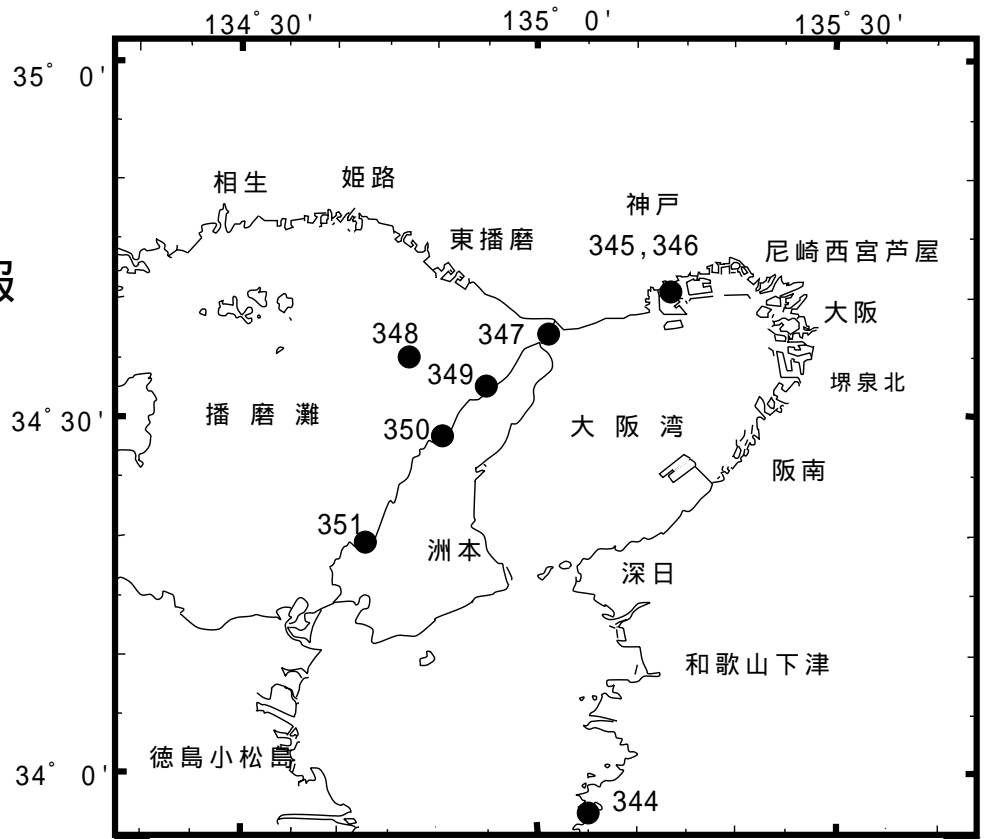 134° 30' 135° 0' 135° 30'
35° 0'
相生 姫路
神戸
東播磨 345,346 尼崎西宮芦屋
報
大阪
348 347
349 堺泉北
34° 30' 播磨灘 350 大阪湾
阪南
351 洲本
深日
和歌山下津
徳島小松島
34° 0'
344